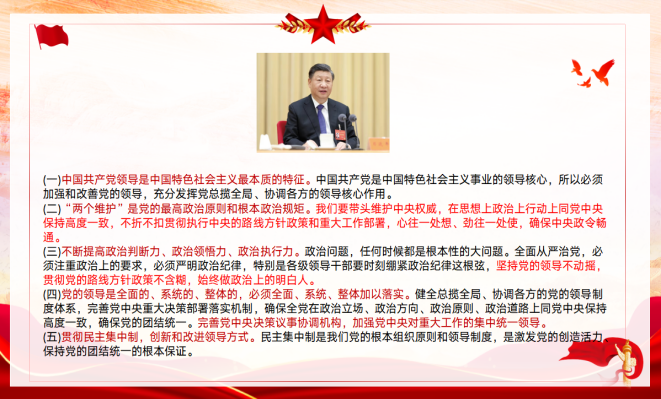 (一)中国共产党领导是中国特色社会主义最本质的特征。中国共产党是中国特色社会主义事业的领导核心，所以必须
加强和改善党的领导，充分发挥党总揽全局、协调各方的领导核心作用。
(二)“两个维护”是党的最高政治原则和根本政治规矩。我们要带头维护中央权威，在思想上政治上行动上同党中央
保持高度一致，不折不扣贯彻执行中央的路线方针政策和重大工作部署，心往一处想、劲往一处使，确保中央政令畅
通。
(三)不断提高政治判断力、政治领悟力、政治执行力。政治问题，任何时候都是根本性的大问题。全面从严治党，必
须注重政治上的要求，必须严明政治纪律，特别是各级领导干部要时刻绷紧政治纪律这根弦，坚持党的领导不动摇，
贯彻党的路线方针政策不含糊，始终做政治上的明白人。
(四)党的领导是全面的、系统的、整体的，必须全面、系统、整体加以落实。健全总揽全局、协调各方的党的领导制
度体系，完善党中央重大决策部署落实机制，确保全党在政治立场、政治方向、政治原则、政治道路上同党中央保持
高度一致，确保党的团结统一。完善党中央决策议事协调机构，加强党中央对重大工作的集中统一领导。
(五)贯彻民主集中制，创新和改进领导方式。民主集中制是我们党的根本组织原则和领导制度，是激发党的创造活力、
保持党的团结统一的根本保证。